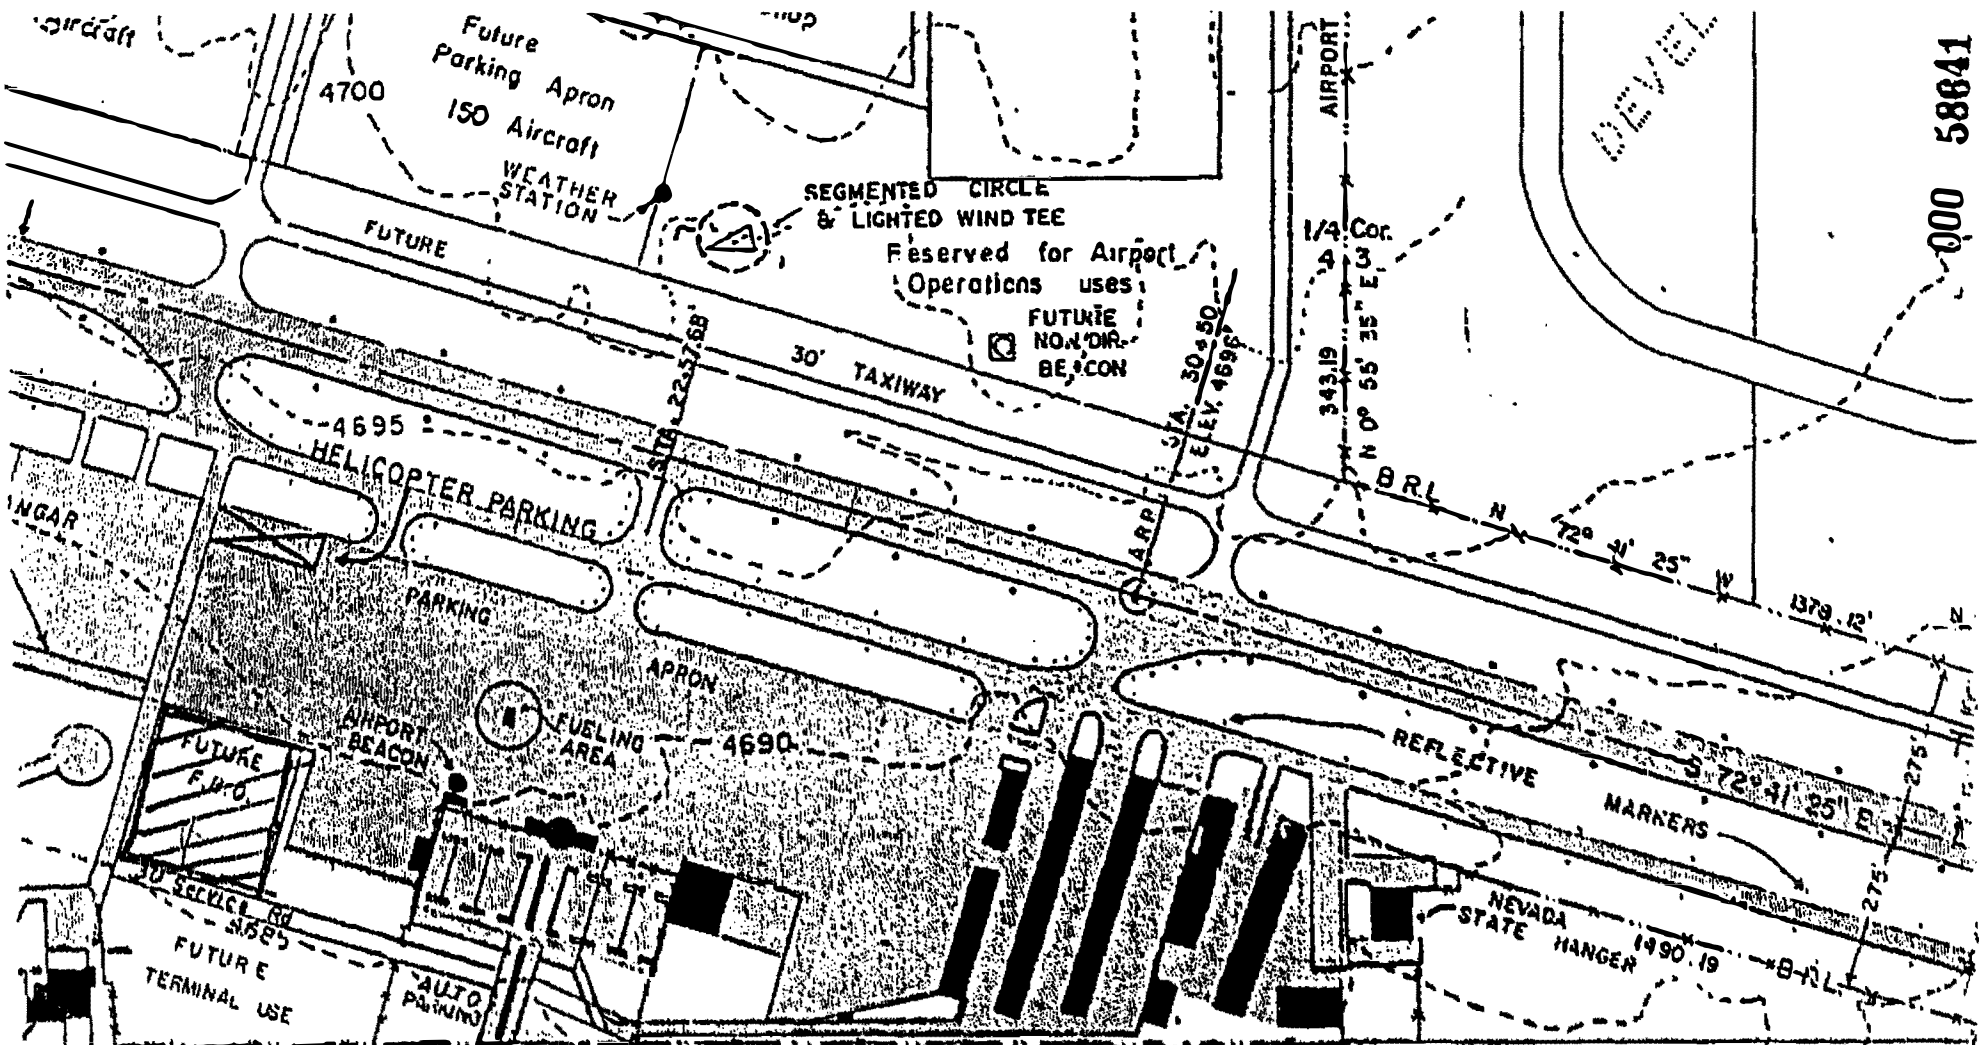 Aircraft
Future
Parking Apron
150 Aircraft
4700
WEATHER
STATION
SEGMENTED CIRCLE
& LIGHTED WIND TEE
Reserved for Airport
Operations uses
FUTURE
NON DIR.
BEACON
AIRPORT
1/4 Cor.
4 3
343.19
N 0° 55' 35" E
DEVEL
000 58841
FUTURE
30' TAXIWAY
STA. 22+57.68
STA. 30+50
ELEV. 4696'
4695
HELICOPTER PARKING
ARP
B R L
N 72° 41' 25" W
1378.12'
N
NGAR
PARKING
APRON
AIRPORT
BEACON
FUELING
AREA
4690
FUTURE
F.B.O.
REFLECTIVE
MARKERS
S 72° 41' 25" E
275'
275'
NEVADA
STATE HANGER
1490.19
B.R.L.
30' Service Rd
4685
FUTURE
TERMINAL USE
AUTO
PARKING